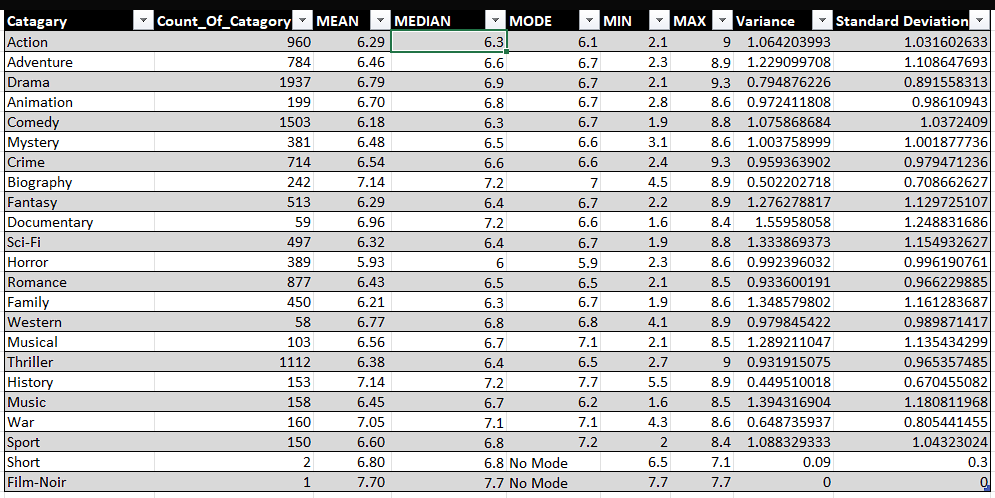 Catagary Count_Of_Catagory MEAN MEDIAN MODE MIN MAX Variance Standard Deviation
Action 960 6.29 6.3 6.1 2.1 9 1.064203993 1.031602633
Adventure 784 6.46 6.6 6.7 2.3 8.9 1.229099708 1.108647693
Drama 1937 6.79 6.9 6.7 2.1 9.3 0.794876226 0.891558313
Animation 199 6.70 6.8 6.7 2.8 8.6 0.972411808 0.98610943
Comedy 1503 6.18 6.3 6.7 1.9 8.8 1.075868684 1.0372409
Mystery 381 6.48 6.5 6.6 3.1 8.6 1.003758999 1.001877736
Crime 714 6.54 6.6 6.6 2.4 9.3 0.959363902 0.979471236
Biography 242 7.14 7.2 7 4.5 8.9 0.502202718 0.708662627
Fantasy 513 6.29 6.4 6.7 2.2 8.9 1.276278817 1.129725107
Documentary 59 6.96 7.2 6.6 1.6 8.4 1.55958058 1.248831686
Sci-Fi 497 6.32 6.4 6.7 1.9 8.8 1.333869373 1.154932627
Horror 389 5.93 6 5.9 2.3 8.6 0.992396032 0.996190761
Romance 877 6.43 6.5 6.5 2.1 8.5 0.933600191 0.966229885
Family 450 6.21 6.3 6.7 1.9 8.6 1.348579802 1.161283687
Western 58 6.77 6.8 6.8 4.1 8.9 0.979845422 0.989871417
Musical 103 6.56 6.7 7.1 2.1 8.5 1.289211047 1.135434299
Thriller 1112 6.38 6.4 6.5 2.7 9 0.931915075 0.965357485
History 153 7.14 7.2 7.7 5.5 8.9 0.449510018 0.670455082
Music 158 6.45 6.7 6.2 1.6 8.5 1.394316904 1.180811968
War 160 7.05 7.1 7.1 4.3 8.6 0.648735937 0.805441455
Sport 150 6.60 6.8 7.2 2 8.4 1.088329333 1.04323024
Short 2 6.80 6.8 No Mode 6.5 7.1 0.09 0.3
Film-Noir 1 7.70 7.7 No Mode 7.7 7.7 0 0